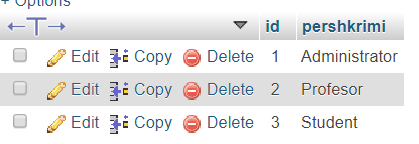 + Options
id pershkrimi
Edit Copy Delete 1 Administrator
Edit Copy Delete 2 Profesor
Edit Copy Delete 3 Student